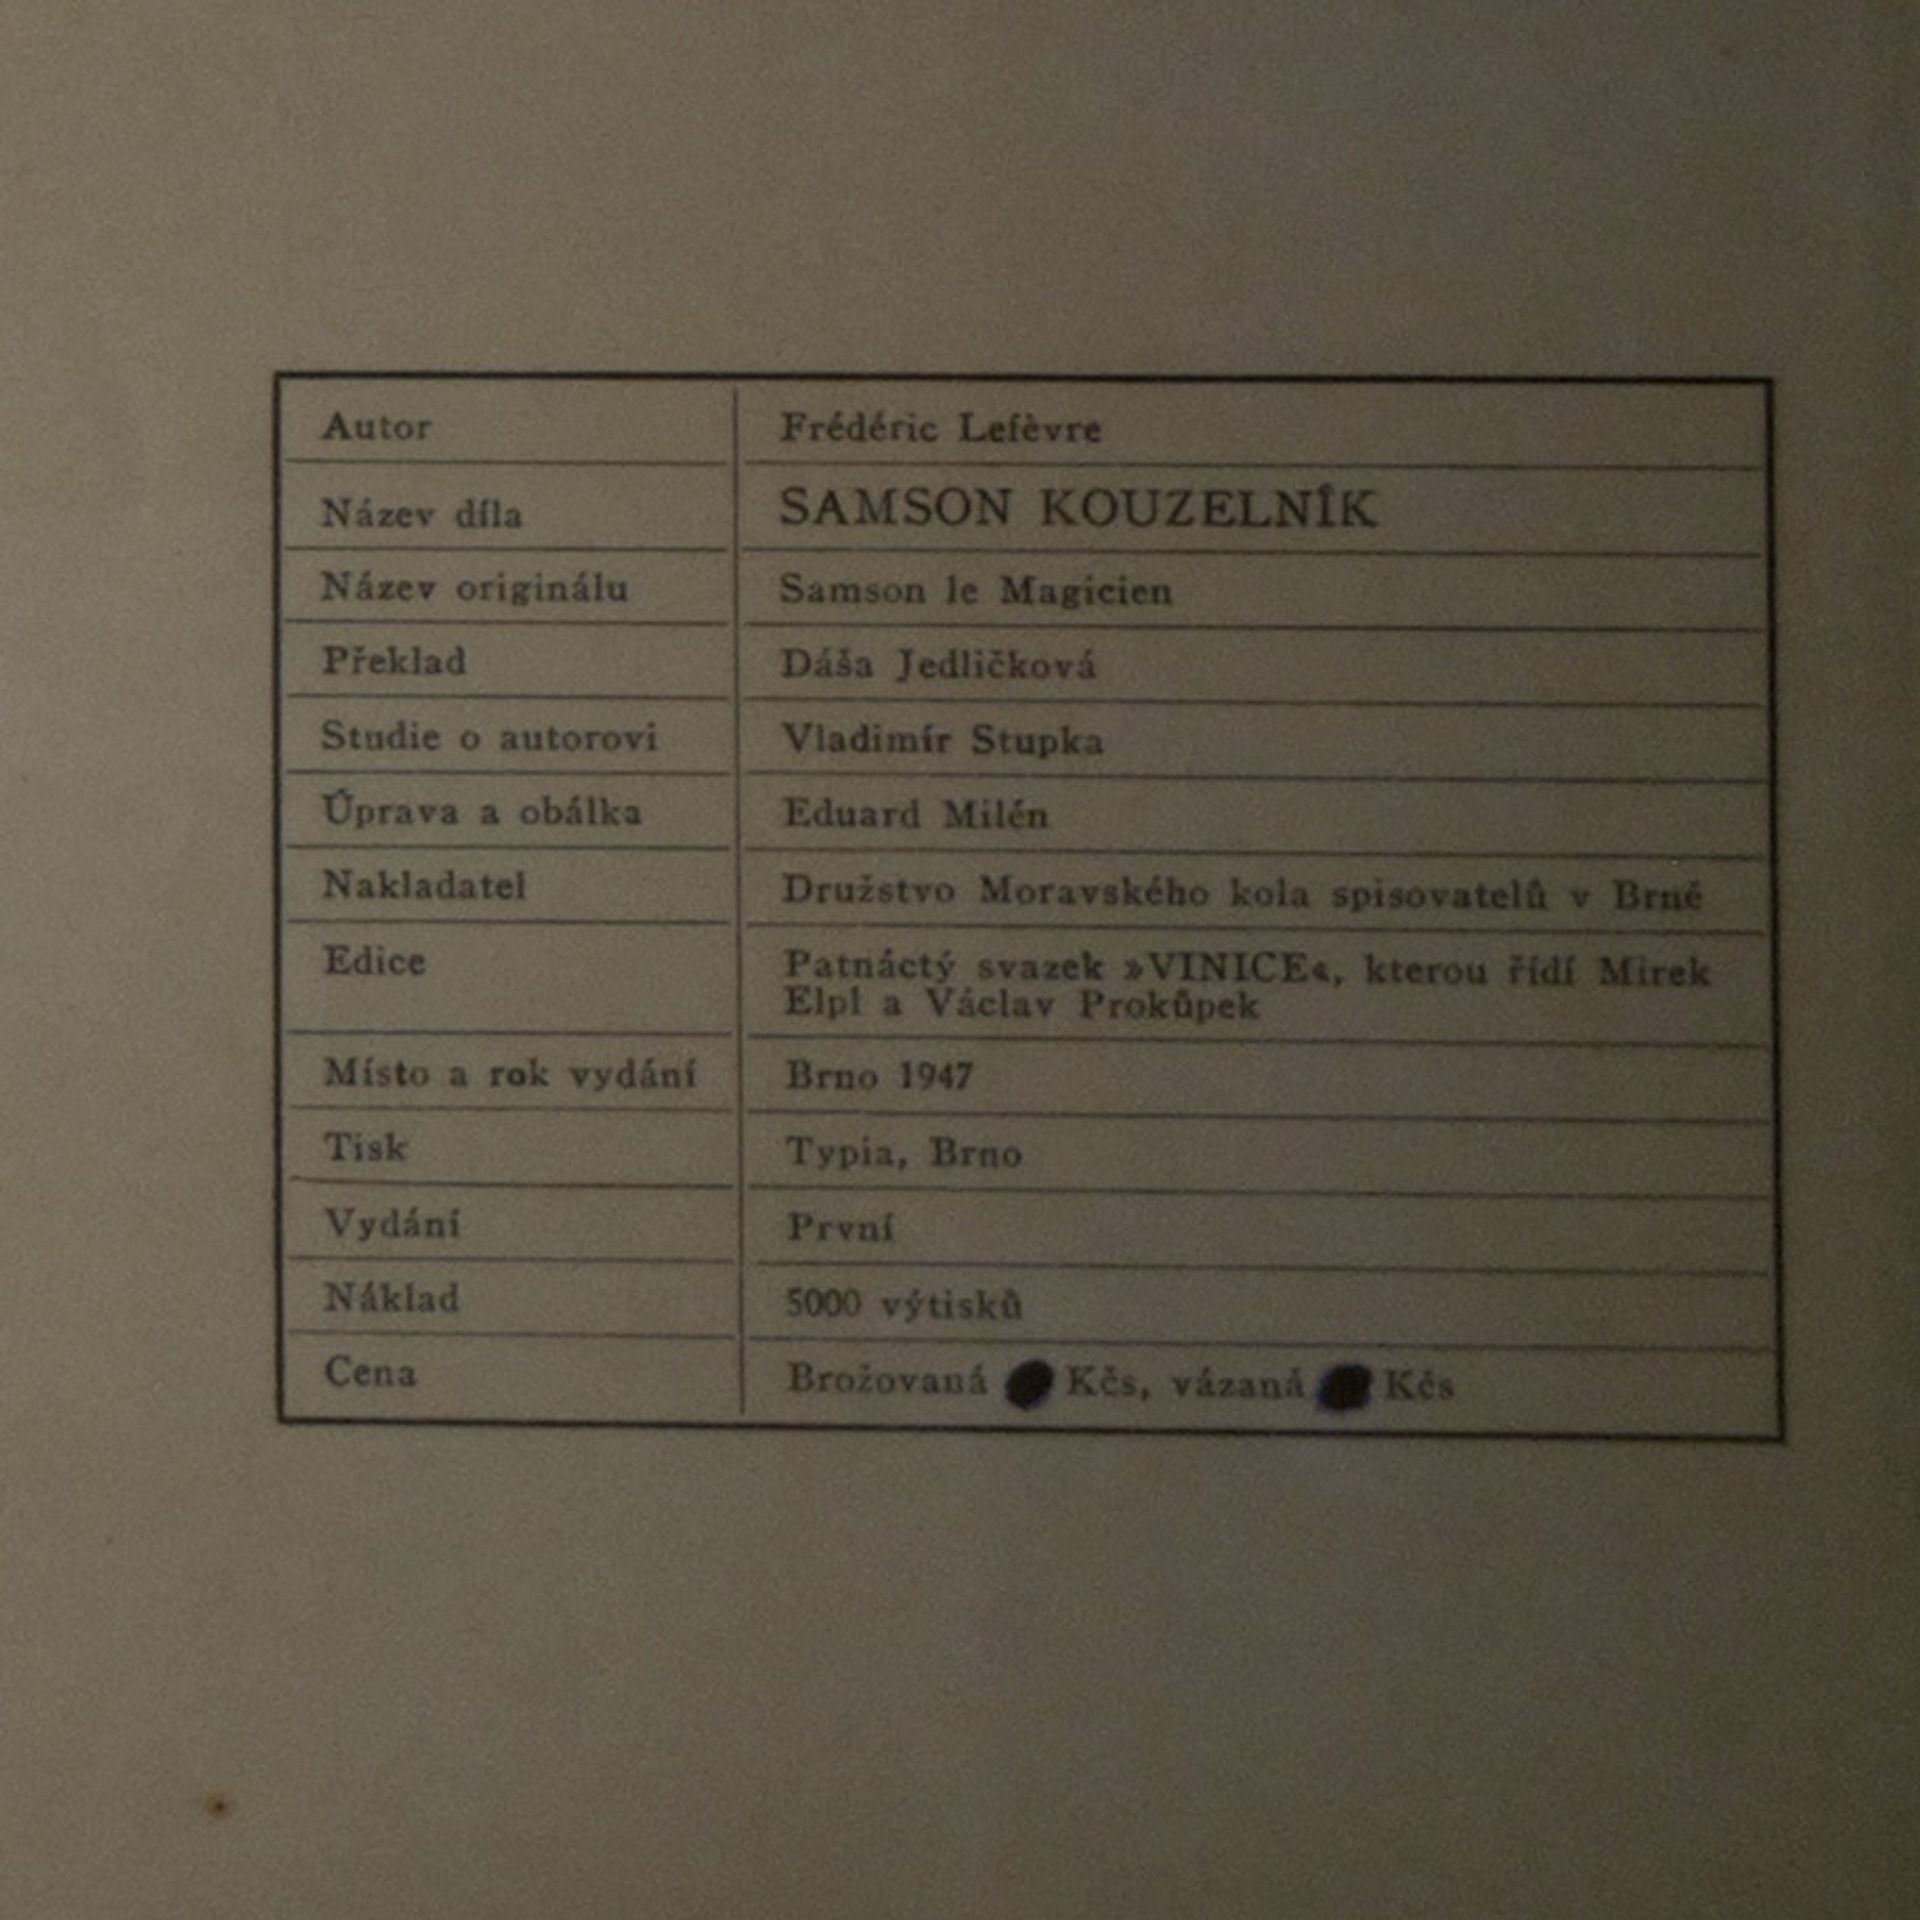 Autor Frédéric Lefèvre
Název díla SAMSON KOUZELNÍK
Název originálu Samson le Magicien
Překlad Dáša Jedličková
Studie o autorovi Vladimír Stupka
Úprava a obálka Eduard Milén
Nakladatel Družstvo Moravského kola spisovatelů v Brně
Edice Patnáctý svazek »VINICE«, kterou řídí Mirek
Elpl a Václav Prokůpek
Místo a rok vydání Brno 1947
Tisk Typia, Brno
Vydání První
Náklad 5000 výtisků
Cena Brožovaná Kčs, vázaná Kčs